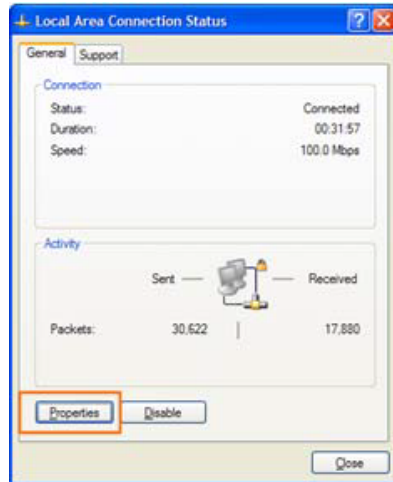 Local Area Connection Status
General Support
Connection
Status: Connected
Duration: 00:31:57
Speed: 100.0 Mbps
Activity
Sent Received
Packets: 30,622 17,880
Properties Disable
Close